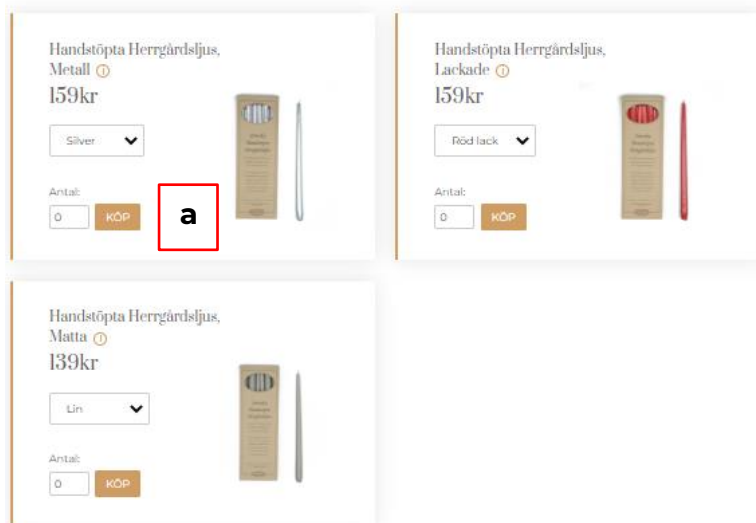 Handstöpta Herrgårdsljus,
Metall
159kr
Silver
Antal:
0 KÖP
a
Handstöpta Herrgårdsljus,
Lackade
159kr
Röd lack
Antal:
0 KÖP
Handstöpta Herrgårdsljus,
Matta
139kr
Lin
Antal:
0 KÖP